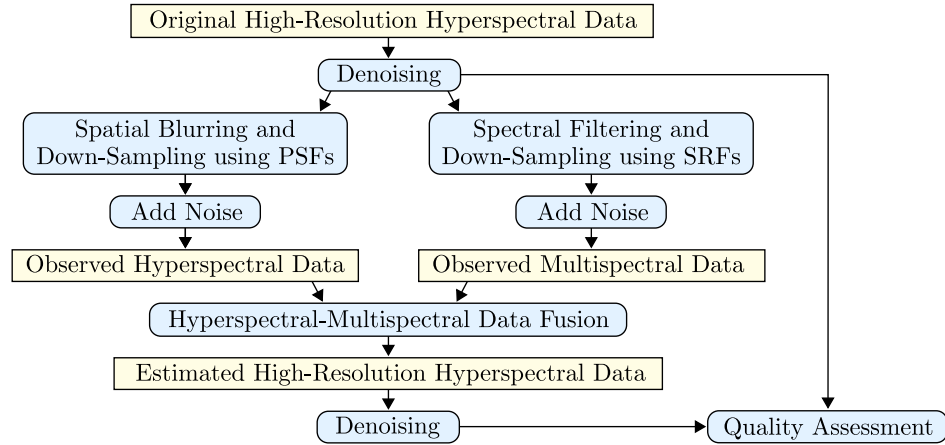 Original High-Resolution Hyperspectral Data
Denoising
Spatial Blurring and
Down-Sampling using PSFs
Spectral Filtering and
Down-Sampling using SRFs
Add Noise
Add Noise
Observed Hyperspectral Data
Observed Multispectral Data
Hyperspectral-Multispectral Data Fusion
Estimated High-Resolution Hyperspectral Data
Denoising
Quality Assessment